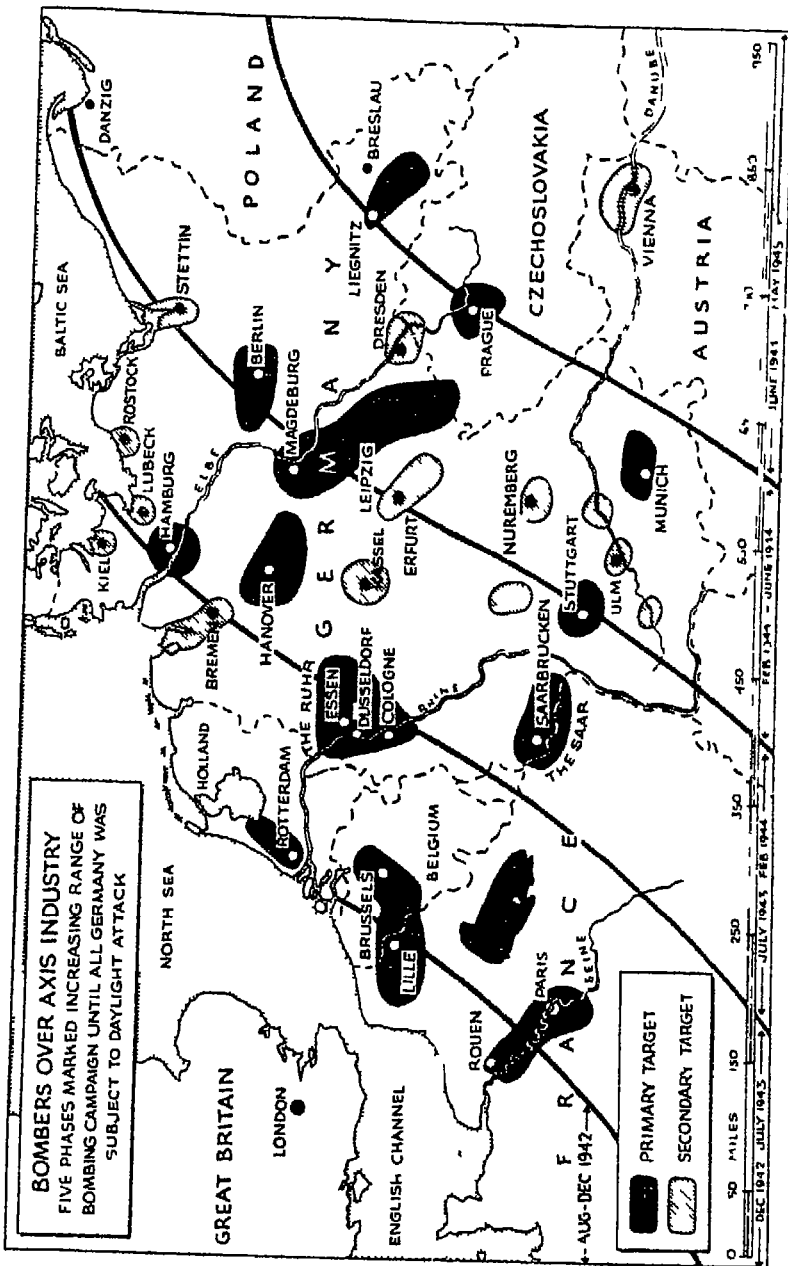 BOMBERS OVER AXIS INDUSTRY
FIVE PHASES MARKED INCREASING RANGE OF
BOMBING CAMPAIGN UNTIL ALL GERMANY WAS
SUBJECT TO DAYLIGHT ATTACK
NORTH SEA
BALTIC SEA
GREAT BRITAIN
LONDON
ENGLISH CHANNEL
HOLLAND
ROTTERDAM
BRUSSELS
LILLE
BELGIUM
ROUEN
PARIS
SEINE
FRANCE
THE RUHR
ESSEN
DUSSELDORF
COLOGNE
RHINE
SAARBRUCKEN
THE SAAR
KIEL
LUBECK
ROSTOCK
HAMBURG
BREMEN
ELBE
STETTIN
DANZIG
HANOVER
BERLIN
MAGDEBURG
GERMANY
KASSEL
LEIPZIG
ERFURT
DRESDEN
LIEGNITZ
BRESLAU
POLAND
PRAGUE
CZECHOSLOVAKIA
NUREMBERG
STUTTGART
ULM
MUNICH
VIENNA
DANUBE
AUSTRIA
PRIMARY TARGET
SECONDARY TARGET
AUG-DEC 1942
0 50 MILES 150 250 350 450
DEC 1942 JULY 1943
JULY 1943 FEB 1944
FEB 1944 - JUNE 1944
JUNE 1944
MAY 1945